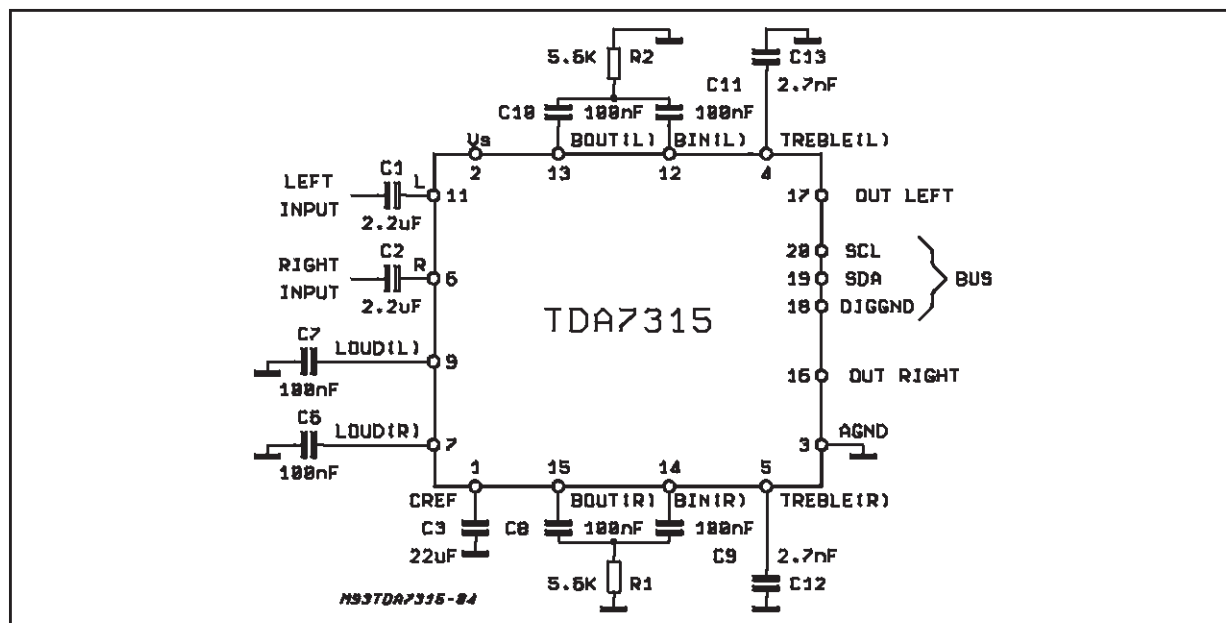 5.6K R2
C13
C11 2.7nF
C10 100nF 100nF
Vs BOUT(L) BIN(L) TREBLE(L)
2 13 12 4
LEFT INPUT
C1 L
2.2uF
11
17 OUT LEFT
RIGHT INPUT
C2 R
2.2uF
6
20 SCL
19 SDA
18 DIGGND
BUS
TDA7315
C7 LOUD(L)
100nF
9
16 OUT RIGHT
C6 LOUD(R)
100nF
7
3 AGND
1 15 14 5
CREF BOUT(R) BIN(R) TREBLE(R)
C3 C8 100nF 100nF
22uF
C9 2.7nF
5.6K R1
C12
M93TDA7315-04